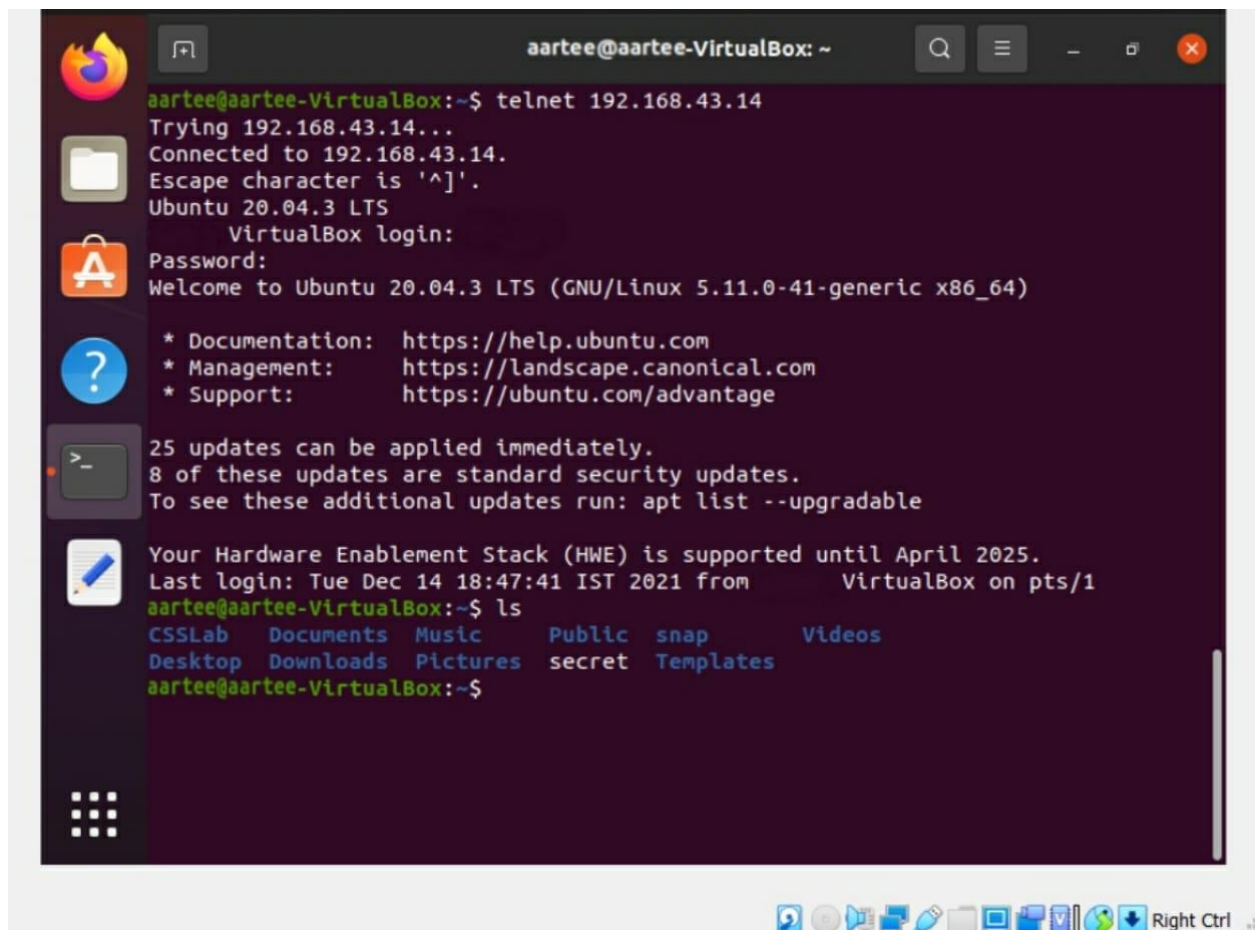 aartee@aartee-VirtualBox: ~
aartee@aartee-VirtualBox:~$ telnet 192.168.43.14
Trying 192.168.43.14...
Connected to 192.168.43.14.
Escape character is '^]'.
Ubuntu 20.04.3 LTS
VirtualBox login:
Password:
Welcome to Ubuntu 20.04.3 LTS (GNU/Linux 5.11.0-41-generic x86_64)
* Documentation:  https://help.ubuntu.com
* Management:     https://landscape.canonical.com
* Support:        https://ubuntu.com/advantage
25 updates can be applied immediately.
8 of these updates are standard security updates.
To see these additional updates run: apt list --upgradable
Your Hardware Enablement Stack (HWE) is supported until April 2025.
Last login: Tue Dec 14 18:47:41 IST 2021 from VirtualBox on pts/1
aartee@aartee-VirtualBox:~$ ls
CSSLab Documents Music Public snap Videos
Desktop Downloads Pictures secret Templates
aartee@aartee-VirtualBox:~$
Right Ctrl